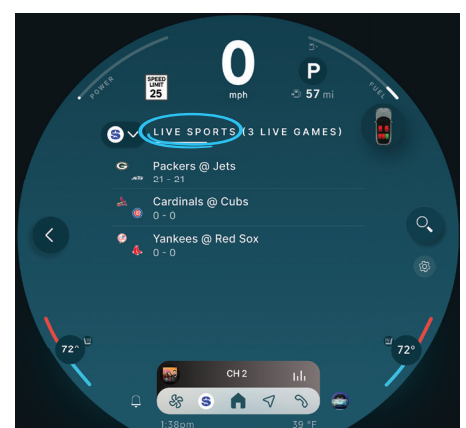 0
mph
SPEED
LIMIT
25
P
57 mi
POWER
FUEL
S
LIVE SPORTS (3 LIVE GAMES)
G
Packers @ Jets
21 - 21
Cardinals @ Cubs
0 - 0
Yankees @ Red Sox
0 - 0
72°
72°
CH 2
S
1:38pm
39 °F